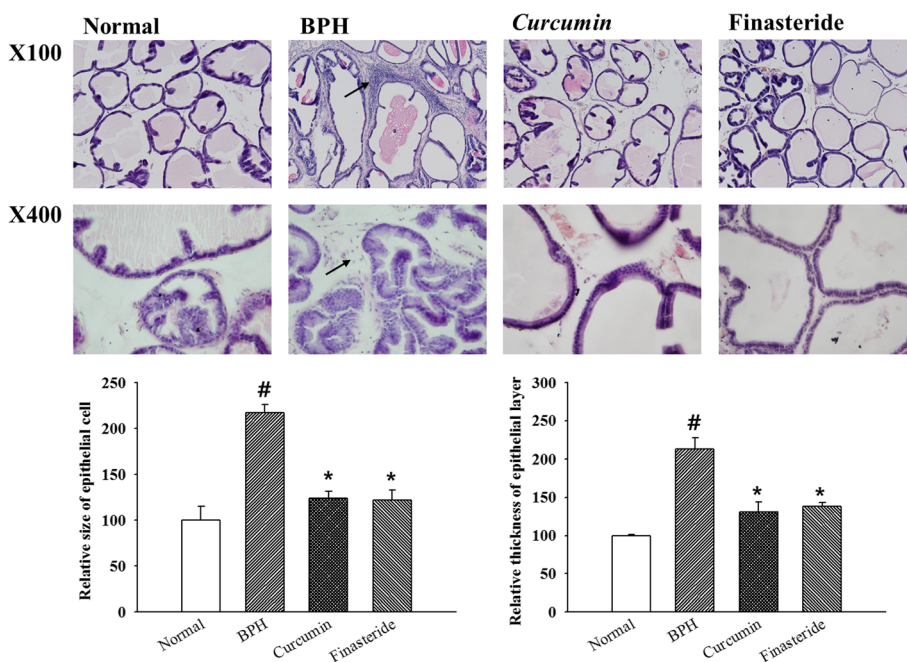 Normal BPH Curcumin Finasteride
X100
X400
Relative size of epithelial cell
250
200
150
100
50
0
#
*
*
Normal
BPH
Curcumin
Finasteride
Relative thickness of epithelial layer
300
250
200
150
100
50
0
#
*
*
Normal
BPH
Curcumin
Finasteride